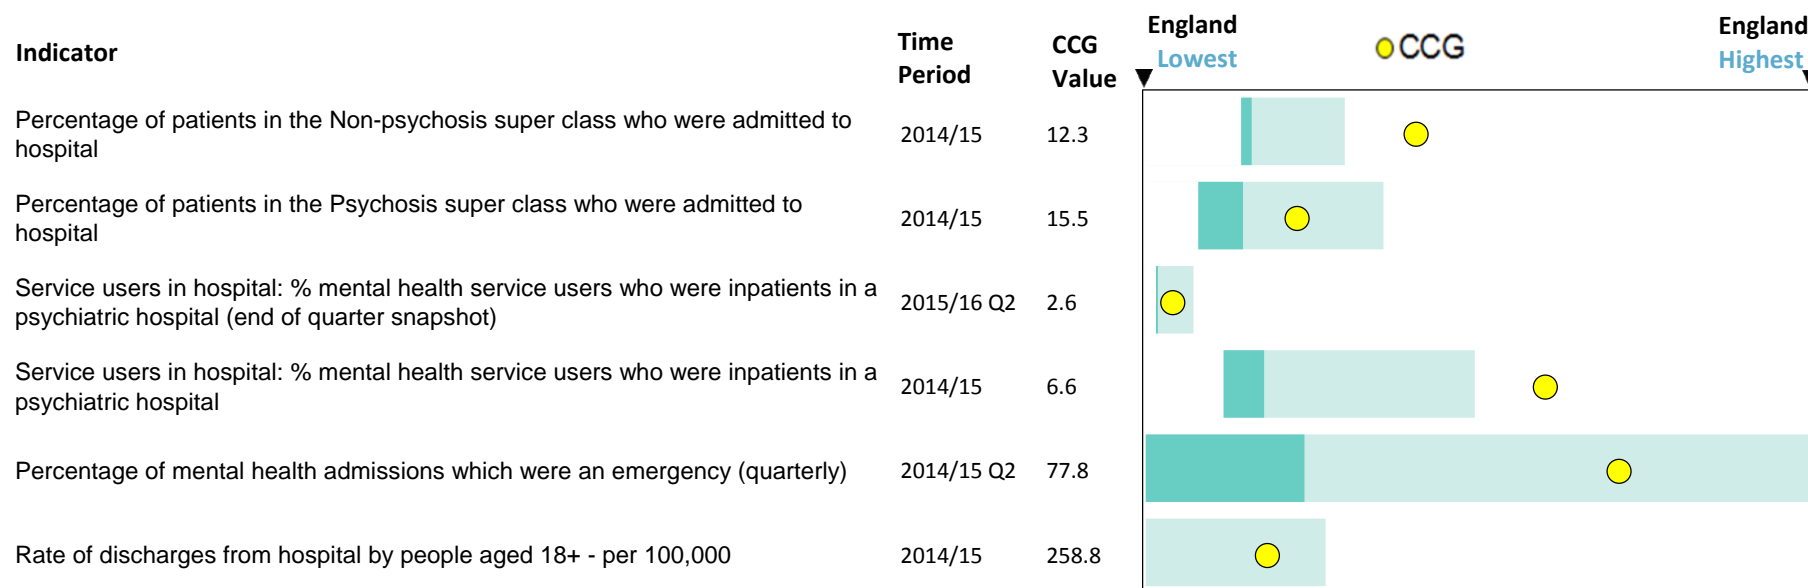 Indicator
Time
Period
CCG
Value
England
Lowest
CCG
England
Highest
Percentage of patients in the Non-psychosis super class who were admitted to
hospital
2014/15
12.3
Percentage of patients in the Psychosis super class who were admitted to
hospital
2014/15
15.5
Service users in hospital: % mental health service users who were inpatients in a
psychiatric hospital (end of quarter snapshot)
2015/16 Q2
2.6
Service users in hospital: % mental health service users who were inpatients in a
psychiatric hospital
2014/15
6.6
Percentage of mental health admissions which were an emergency (quarterly)
2014/15 Q2
77.8
Rate of discharges from hospital by people aged 18+ - per 100,000
2014/15
258.8